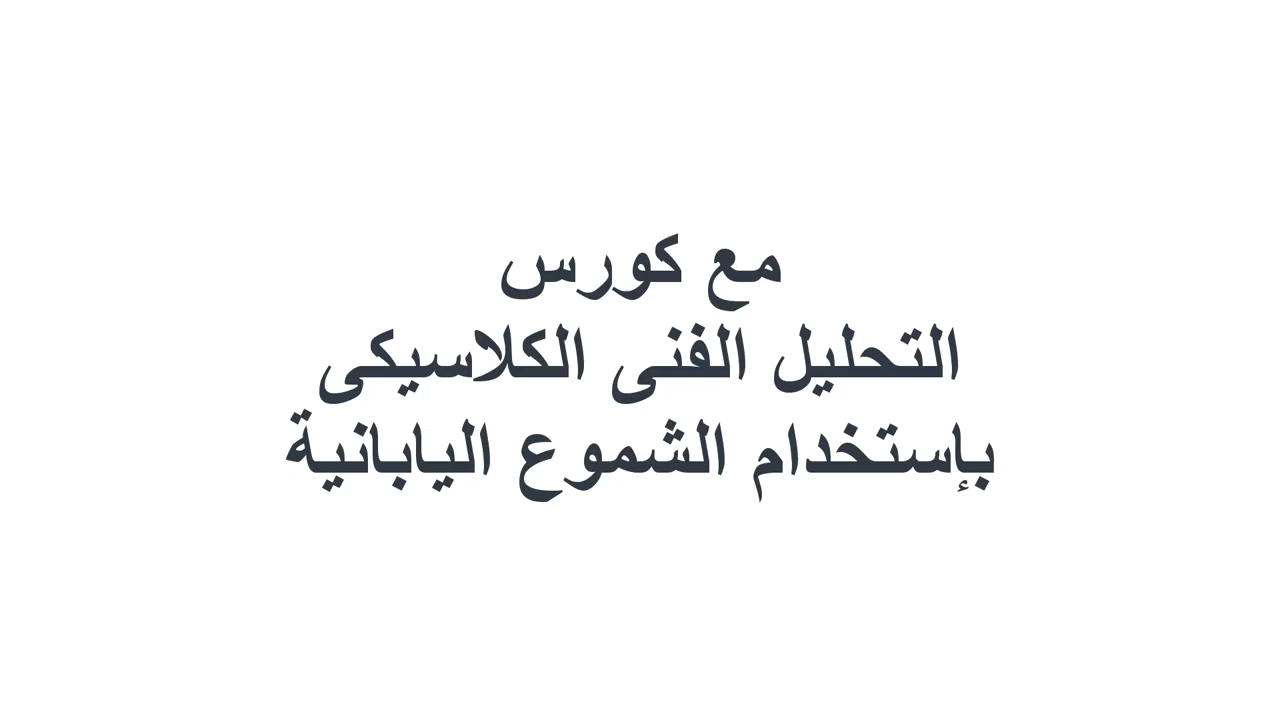 مع كورس
التحليل الفنى الكلاسيكى
بإستخدام الشموع اليابانية